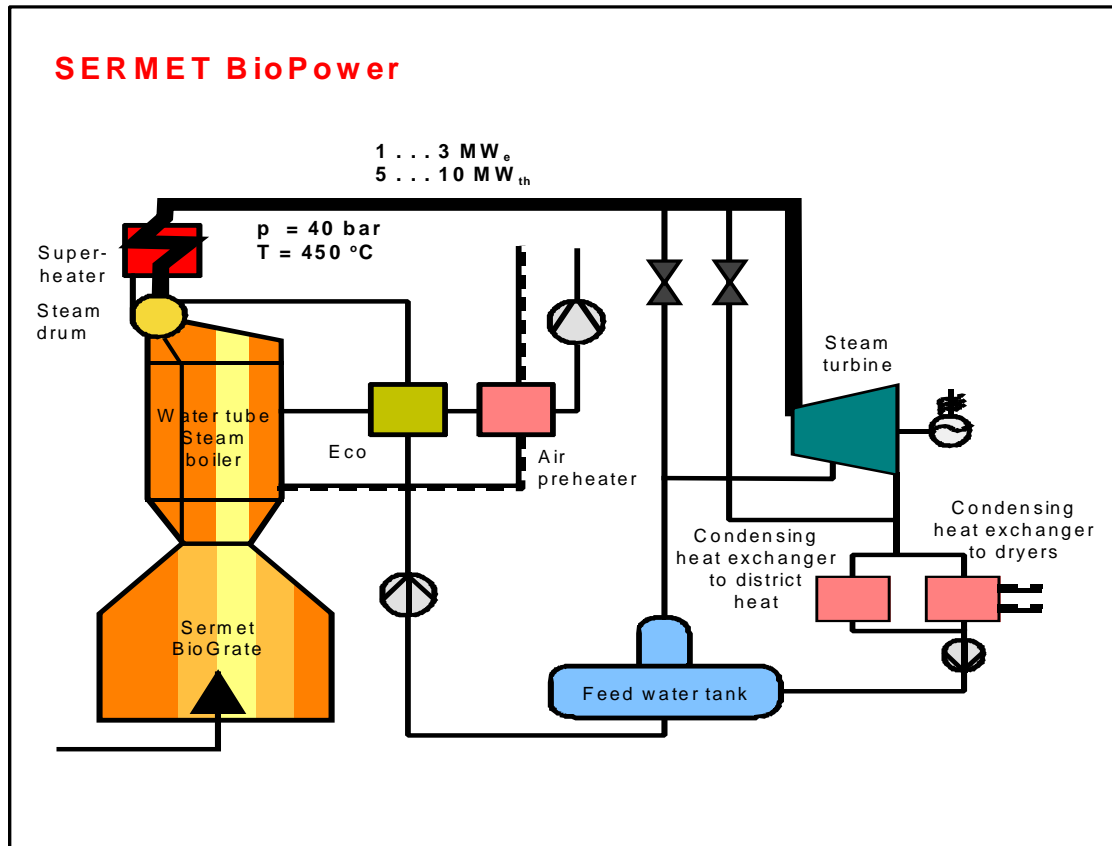 SERMET BioPower
1 . . . 3 MWe
5 . . . 10 MWth
p = 40 bar
T = 450 ºC
Super-
heater
Steam
drum
Steam
turbine
Water tube
Steam
boiler
Eco
Air
preheater
Condensing
heat exchanger
to dryers
Condensing
heat exchanger
to district
heat
Sermet
BioGrate
Feed water tank